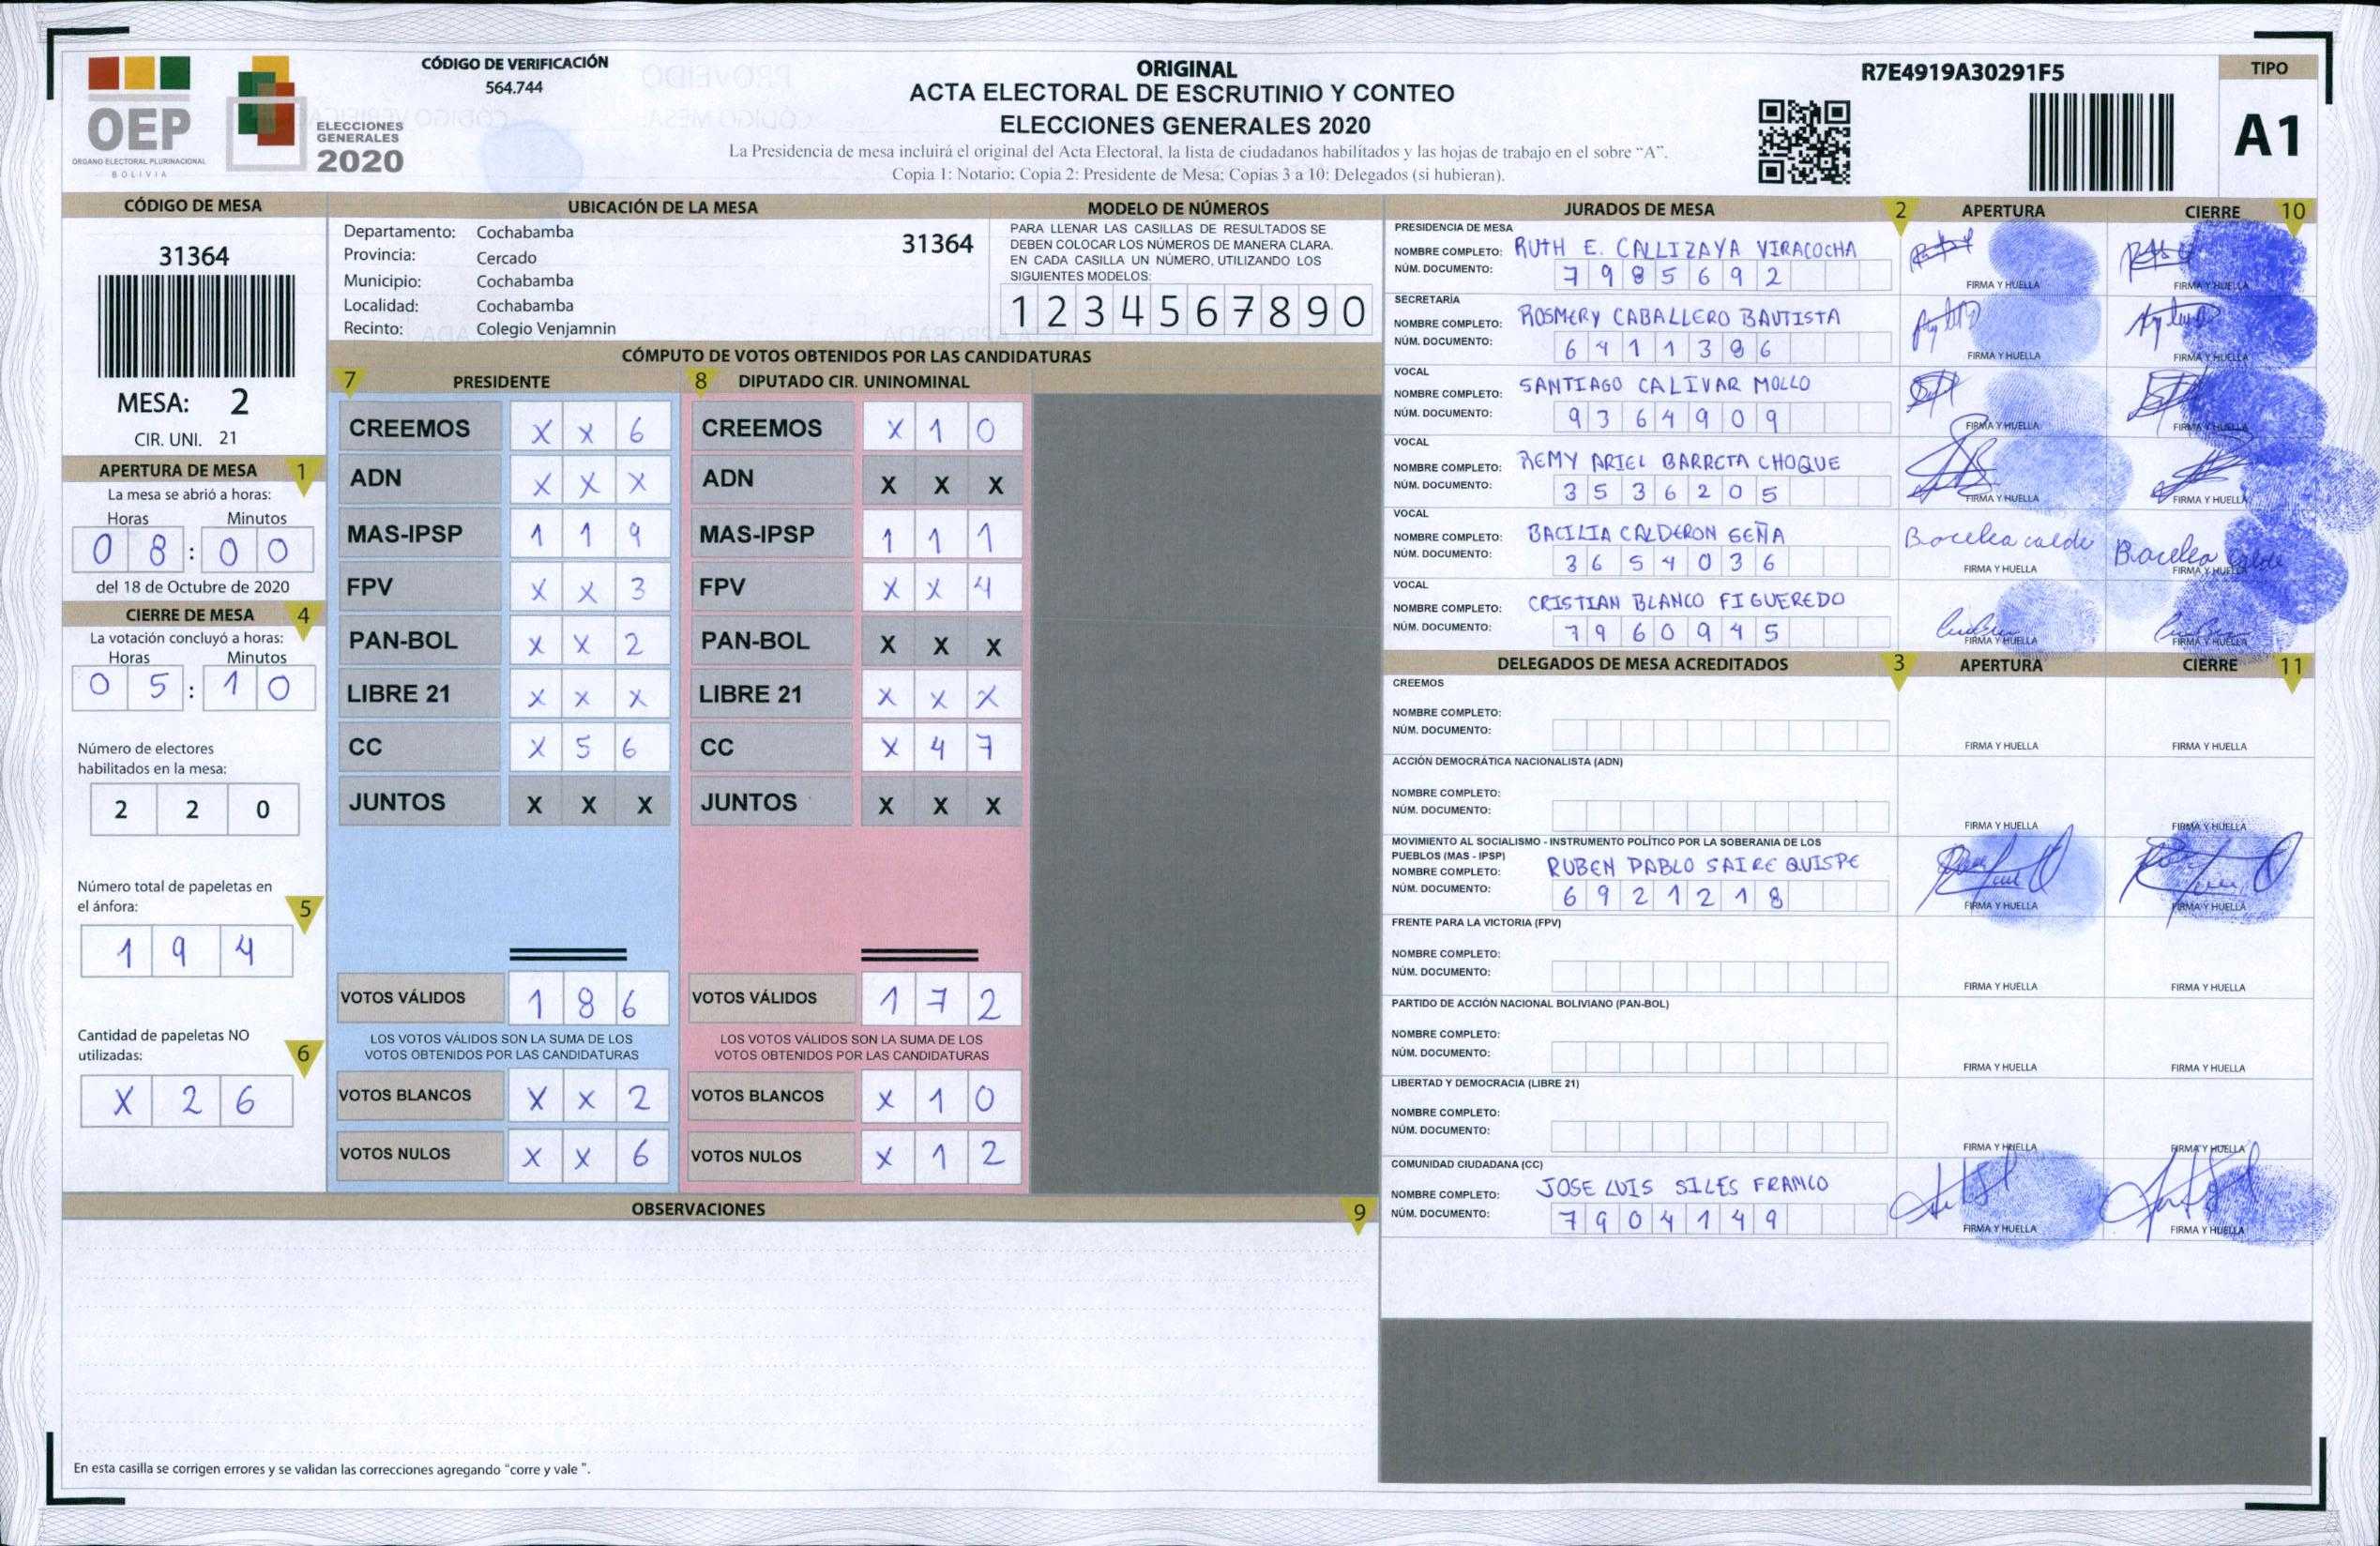 OEP
ÓRGANO ELECTORAL PLURINACIONAL
BOLIVIA
ELECCIONES
GENERALES
2020
CÓDIGO DE VERIFICACIÓN
564.744
ORIGINAL
ACTA ELECTORAL DE ESCRUTINIO Y CONTEO
ELECCIONES GENERALES 2020
La Presidencia de mesa incluirá el original del Acta Electoral, la lista de ciudadanos habilitados y las hojas de trabajo en el sobre “A”.
Copia 1: Notario; Copia 2: Presidente de Mesa; Copias 3 a 10: Delegados (si hubieran).
R7E4919A30291F5
TIPO
A1
CÓDIGO DE MESA
31364
MESA: 2
CIR. UNI. 21
APERTURA DE MESA 1
La mesa se abrió a horas:
Horas Minutos
0 8 : 0 0
del 18 de Octubre de 2020
CIERRE DE MESA 4
La votación concluyó a horas:
Horas Minutos
0 5 : 1 0
Número de electores
habilitados en la mesa:
2 2 0
Número total de papeletas en
el ánfora: 5
1 9 4
Cantidad de papeletas NO
utilizadas: 6
X 2 6
UBICACIÓN DE LA MESA
Departamento: Cochabamba
31364
Provincia: Cercado
Municipio: Cochabamba
Localidad: Cochabamba
Recinto: Colegio Venjamnin
MODELO DE NÚMEROS
PARA LLENAR LAS CASILLAS DE RESULTADOS SE
DEBEN COLOCAR LOS NÚMEROS DE MANERA CLARA.
EN CADA CASILLA UN NÚMERO, UTILIZANDO LOS
SIGUIENTES MODELOS:
1 2 3 4 5 6 7 8 9 0
CÓMPUTO DE VOTOS OBTENIDOS POR LAS CANDIDATURAS
7 PRESIDENTE
CREEMOS X X 6
ADN X X X
MAS-IPSP 1 1 9
FPV X X 3
PAN-BOL X X 2
LIBRE 21 X X X
CC X 5 6
JUNTOS X X X
VOTOS VÁLIDOS 1 8 6
LOS VOTOS VÁLIDOS SON LA SUMA DE LOS
VOTOS OBTENIDOS POR LAS CANDIDATURAS
VOTOS BLANCOS X X 2
VOTOS NULOS X X 6
8 DIPUTADO CIR. UNINOMINAL
CREEMOS X 1 0
ADN X X X
MAS-IPSP 1 1 1
FPV X X 4
PAN-BOL X X X
LIBRE 21 X X X
CC X 4 7
JUNTOS X X X
VOTOS VÁLIDOS 1 7 2
LOS VOTOS VÁLIDOS SON LA SUMA DE LOS
VOTOS OBTENIDOS POR LAS CANDIDATURAS
VOTOS BLANCOS X 1 0
VOTOS NULOS X 1 2
OBSERVACIONES 9
En esta casilla se corrigen errores y se validan las correcciones agregando “corre y vale ”.
JURADOS DE MESA 2 APERTURA CIERRE 10
PRESIDENCIA DE MESA
NOMBRE COMPLETO: RUTH E. CALLIZAYA VIRACOCHA
NÚM. DOCUMENTO: 7 9 8 5 6 9 2
FIRMA Y HUELLA FIRMA Y HUELLA
SECRETARÍA
NOMBRE COMPLETO: ROSMERY CABALLERO BAUTISTA
NÚM. DOCUMENTO: 6 4 1 1 3 8 6
FIRMA Y HUELLA FIRMA Y HUELLA
VOCAL
NOMBRE COMPLETO: SANTIAGO CALIVAR MOLLO
NÚM. DOCUMENTO: 9 3 6 4 9 0 9
FIRMA Y HUELLA FIRMA Y HUELLA
VOCAL
NOMBRE COMPLETO: REMY ARIEL BARRETA CHOQUE
NÚM. DOCUMENTO: 3 5 3 6 2 0 5
FIRMA Y HUELLA FIRMA Y HUELLA
VOCAL
NOMBRE COMPLETO: BACILIA CALDERON GEÑA
NÚM. DOCUMENTO: 3 6 5 4 0 3 6
FIRMA Y HUELLA FIRMA Y HUELLA
VOCAL
NOMBRE COMPLETO: CRISTIAN BLANCO FIGUEREDO
NÚM. DOCUMENTO: 7 9 6 0 9 4 5
FIRMA Y HUELLA FIRMA Y HUELLA
DELEGADOS DE MESA ACREDITADOS 3 APERTURA CIERRE 11
CREEMOS
NOMBRE COMPLETO:
NÚM. DOCUMENTO:
FIRMA Y HUELLA FIRMA Y HUELLA
ACCIÓN DEMOCRÁTICA NACIONALISTA (ADN)
NOMBRE COMPLETO:
NÚM. DOCUMENTO:
FIRMA Y HUELLA FIRMA Y HUELLA
MOVIMIENTO AL SOCIALISMO - INSTRUMENTO POLÍTICO POR LA SOBERANIA DE LOS
PUEBLOS (MAS - IPSP)
NOMBRE COMPLETO: RUBEN PABLO SAIRE QUISPE
NÚM. DOCUMENTO: 6 9 2 1 2 1 8
FIRMA Y HUELLA FIRMA Y HUELLA
FRENTE PARA LA VICTORIA (FPV)
NOMBRE COMPLETO:
NÚM. DOCUMENTO:
FIRMA Y HUELLA FIRMA Y HUELLA
PARTIDO DE ACCIÓN NACIONAL BOLIVIANO (PAN-BOL)
NOMBRE COMPLETO:
NÚM. DOCUMENTO:
FIRMA Y HUELLA FIRMA Y HUELLA
LIBERTAD Y DEMOCRACIA (LIBRE 21)
NOMBRE COMPLETO:
NÚM. DOCUMENTO:
FIRMA Y HUELLA FIRMA Y HUELLA
COMUNIDAD CIUDADANA (CC)
NOMBRE COMPLETO: JOSE LUIS SILES FRANCO
NÚM. DOCUMENTO: 7 9 0 4 1 4 9
FIRMA Y HUELLA FIRMA Y HUELLA